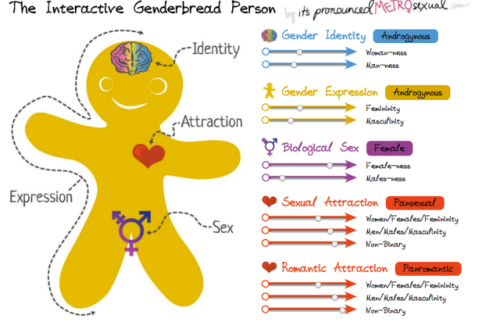 The Interactive Genderbread Person by it's pronounced METROsexual.com
Identity
Attraction
Expression
Sex
Gender Identity Androgynous
Woman-ness
Man-ness
Gender Expression Androgynous
Femininity
Masculinity
Biological Sex Female
Female-ness
Males-ness
Sexual Attraction Pansexual
Women/Females/Femininity
Men/Males/Masculinity
Non-Binary
Romantic Attraction Panromantic
Women/Females/Femininity
Men/Males/Masculinity
Non-Binary